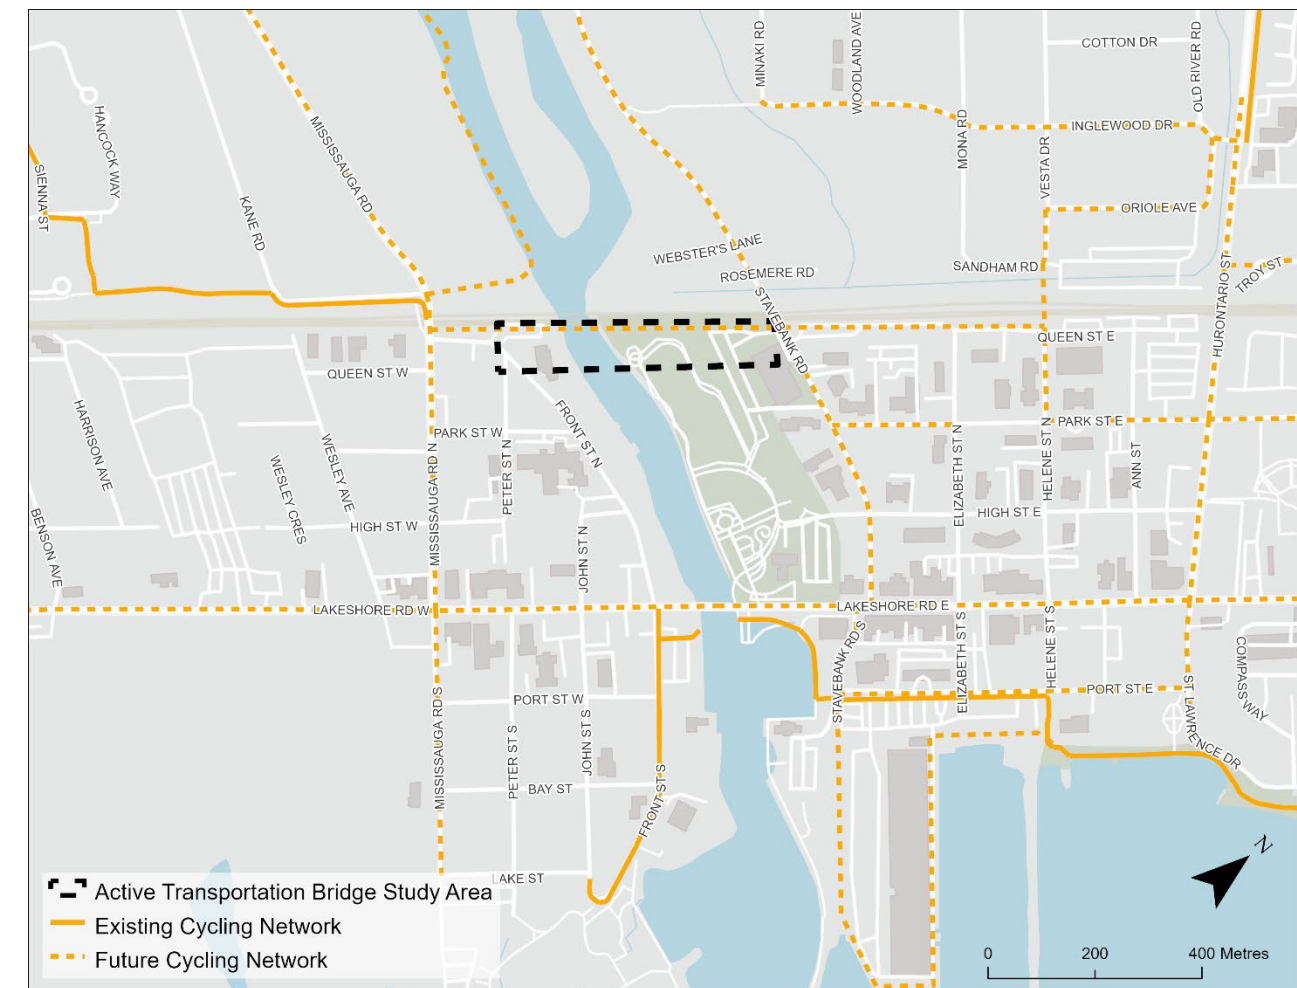 MINAKI RD
WOODLAND AVE
COTTON DR
OLD RIVER RD
HANCOCK WAY
MISSISSAUGA RD
INGLEWOOD DR
MONA RD
VESTA DR
SIENNA ST
KANE RD
ORIOLE AVE
WEBSTER'S LANE
ROSEMERE RD
SANDHAM RD
TROY ST
HURONTARIO ST
STAVEBANK RD
QUEEN ST E
QUEEN ST W
HARRISON AVE
FRONT ST N
PARK ST W
PARK ST E
WESLEY AVE
WESLEY CRES
MISSISSAUGA RD N
PETER ST N
ELIZABETH ST N
HELENE ST N
ANN ST
BENSON AVE
HIGH ST W
HIGH ST E
JOHN ST N
LAKESHORE RD W
LAKESHORE RD E
STAVEBANK RD S
ELIZABETH ST S
HELENE ST S
COMPASS WAY
PORT ST W
PORT ST E
MISSISSAUGA RD S
PETER ST S
JOHN ST S
ST. LAWRENCE DR
BAY ST
FRONT ST S
LAKE ST
N
Active Transportation Bridge Study Area
Existing Cycling Network
Future Cycling Network
0 200 400 Metres